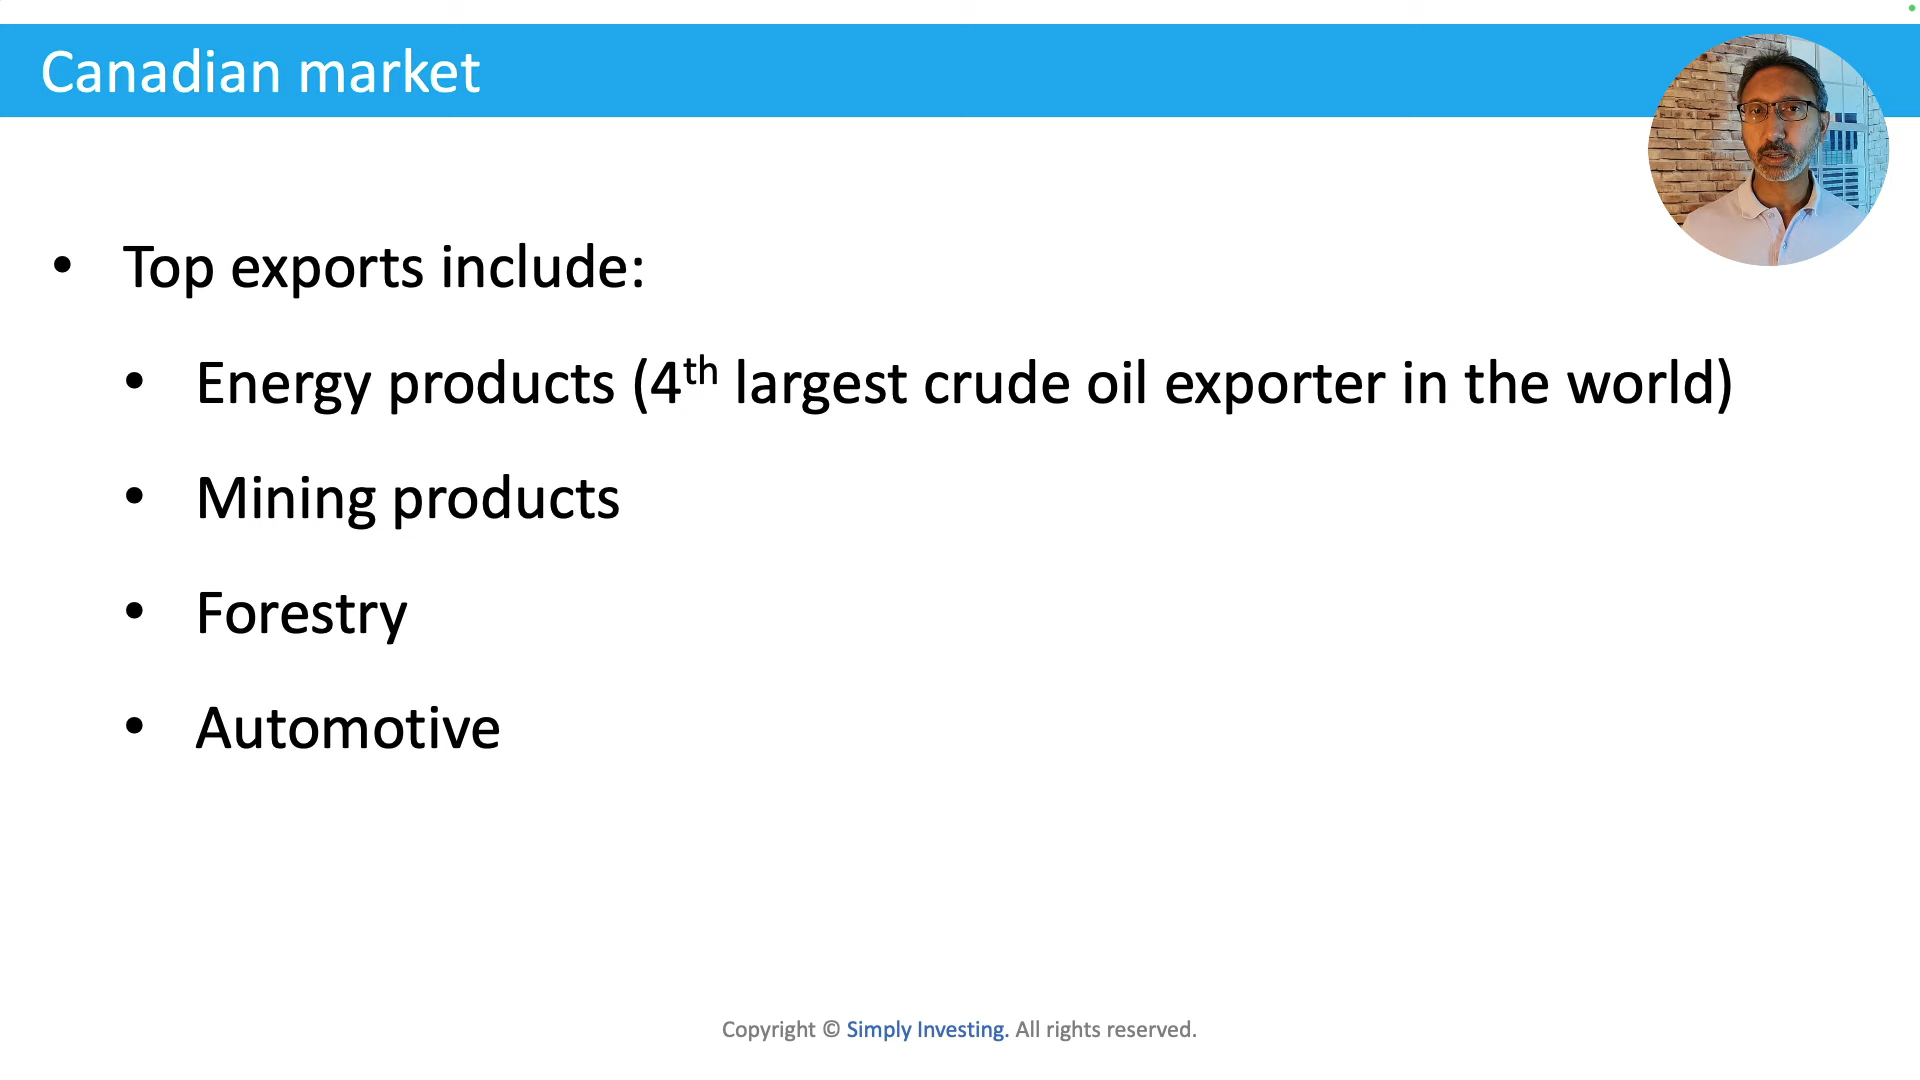 Canadian market
• Top exports include:
• Energy products (4th largest crude oil exporter in the world)
• Mining products
• Forestry
• Automotive
Copyright © Simply Investing. All rights reserved.